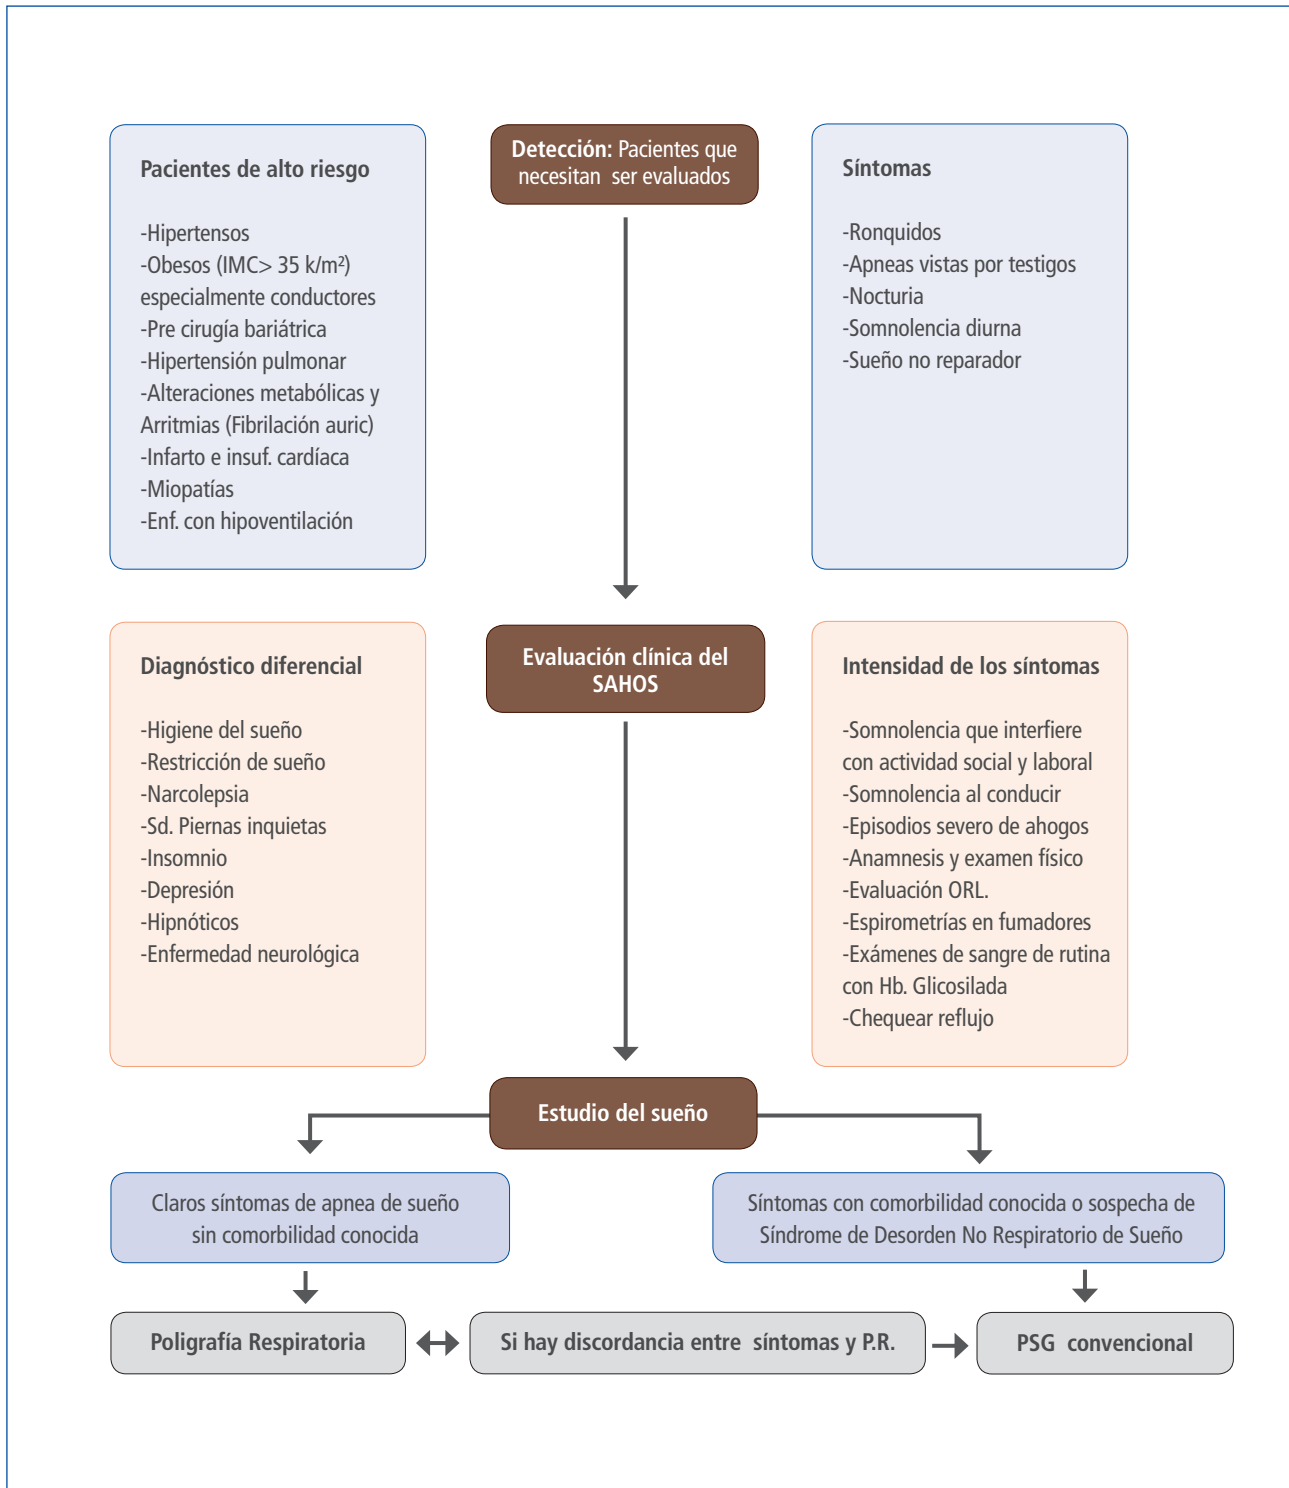 Pacientes de alto riesgo
-Hipertensos
-Obesos (IMC> 35 k/m²)
especialmente conductores
-Pre cirugía bariátrica
-Hipertensión pulmonar
-Alteraciones metabólicas y
Arritmias (Fibrilación auric)
-Infarto e insuf. cardíaca
-Miopatías
-Enf. con hipoventilación
Detección: Pacientes que
necesitan ser evaluados
Síntomas
-Ronquidos
-Apneas vistas por testigos
-Nocturia
-Somnolencia diurna
-Sueño no reparador
Diagnóstico diferencial
-Higiene del sueño
-Restricción de sueño
-Narcolepsia
-Sd. Piernas inquietas
-Insomnio
-Depresión
-Hipnóticos
-Enfermedad neurológica
Evaluación clínica del
SAHOS
Intensidad de los síntomas
-Somnolencia que interfiere
con actividad social y laboral
-Somnolencia al conducir
-Episodios severo de ahogos
-Anamnesis y examen físico
-Evaluación ORL.
-Espirometrías en fumadores
-Exámenes de sangre de rutina
con Hb. Glicosilada
-Chequear reflujo
Estudio del sueño
Claros síntomas de apnea de sueño
sin comorbilidad conocida
Síntomas con comorbilidad conocida o sospecha de
Síndrome de Desorden No Respiratorio de Sueño
Poligrafía Respiratoria
Si hay discordancia entre síntomas y P.R.
PSG convencional